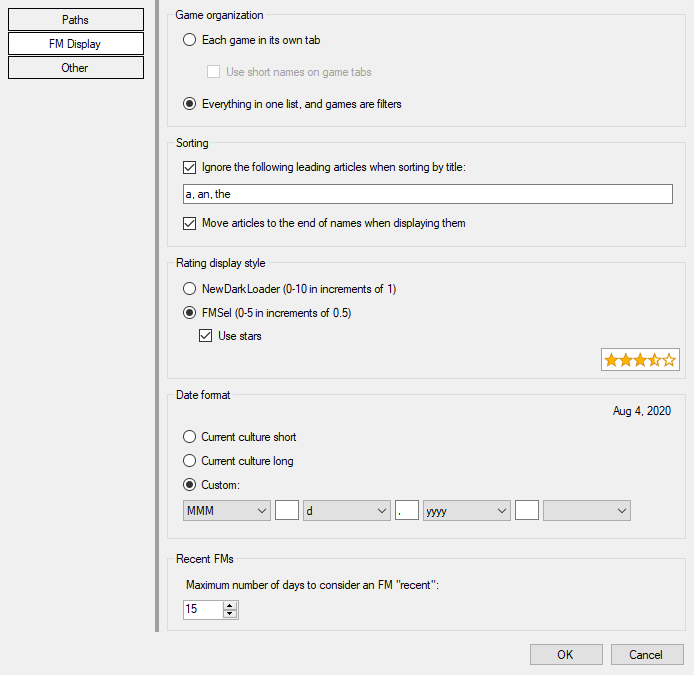 Paths
FM Display
Other
Game organization
Each game in its own tab
Use short names on game tabs
Everything in one list, and games are filters
Sorting
Ignore the following leading articles when sorting by title:
a, an, the
Move articles to the end of names when displaying them
Rating display style
NewDarkLoader (0-10 in increments of 1)
FMSel (0-5 in increments of 0.5)
Use stars
Date format
Aug 4, 2020
Current culture short
Current culture long
Custom:
MMM d , yyyy
Recent FMs
Maximum number of days to consider an FM "recent":
15
OK Cancel